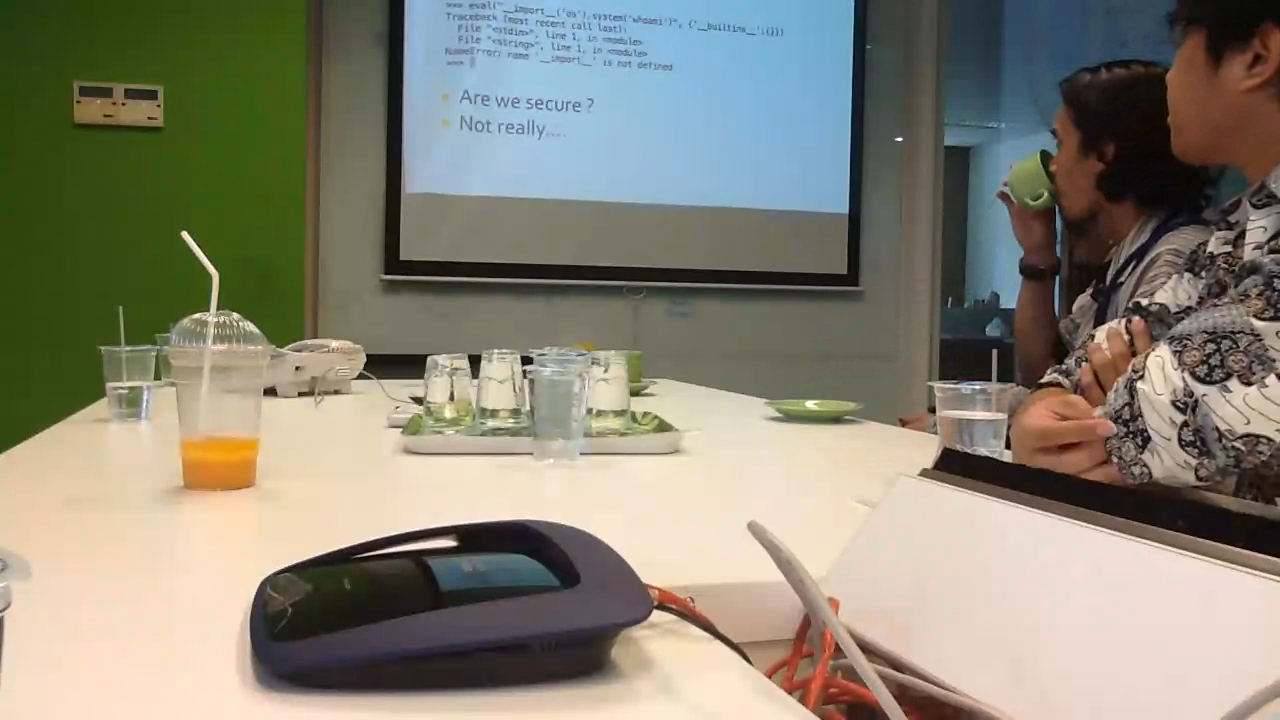 >>> eval("__import__('os').system('whoami')", {'__builtins__':{}})
Traceback (most recent call last):
File "<stdin>", line 1, in <module>
File "<string>", line 1, in <module>
NameError: name '__import__' is not defined
>>>
Are we secure ?
Not really....